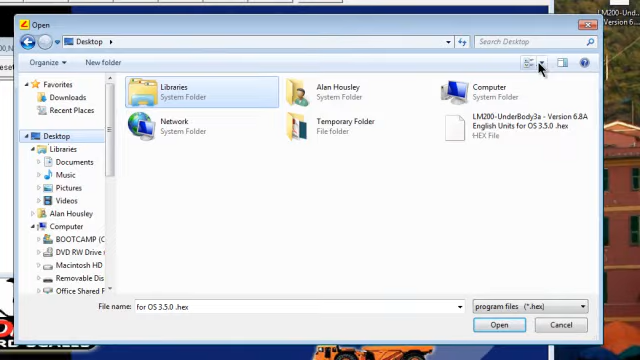 Open
LM200-Und...
Version 6...
Desktop
Search Desktop
Organize
New folder
Favorites
Downloads
Recent Places
Desktop
Libraries
Documents
Music
Pictures
Videos
Alan Housley
Computer
BOOTCAMP (C
DVD RW Drive
Macintosh HD
Removable Dis
Office Shared F
Libraries
System Folder
Alan Housley
System Folder
Computer
System Folder
Network
System Folder
Temporary Folder
File folder
LM200-UnderBody3a - Version 6.8A
English Units for OS 3.5.0 .hex
HEX File
File name:
for OS 3.5.0 .hex
program files (*.hex)
Open
Cancel